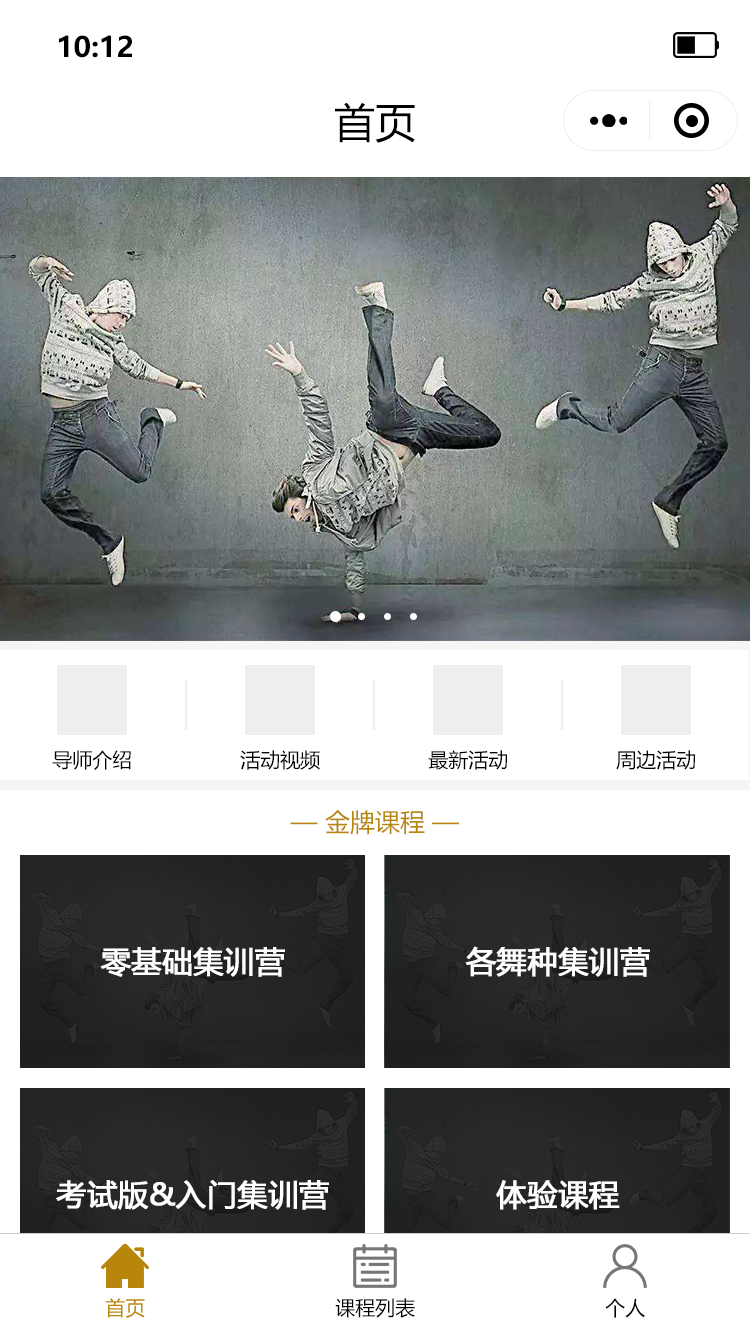 10:12
首页
导师介绍
活动视频
最新活动
周边活动
— 金牌课程 —
零基础集训营
各舞种集训营
考试版&入门集训营
体验课程
首页
课程列表
个人